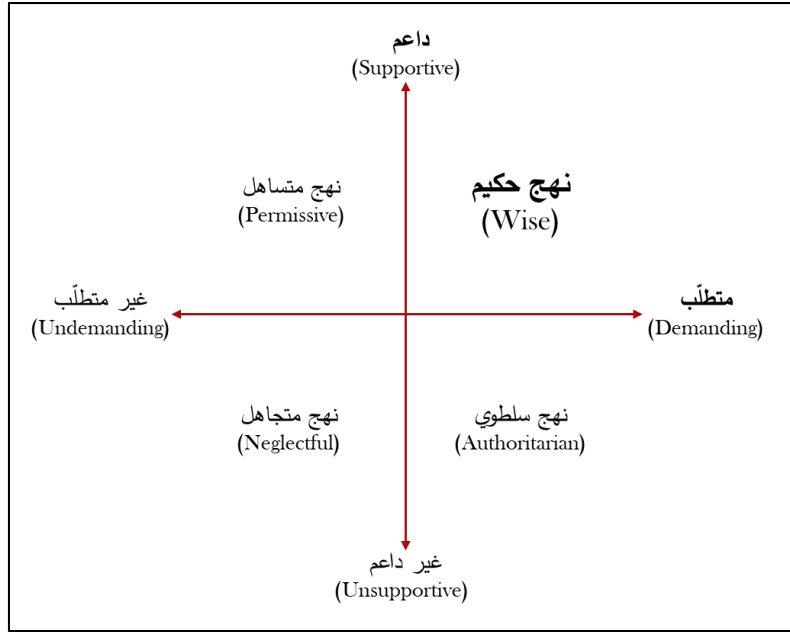 داعم
(Supportive)
نهج متساهل
(Permissive)
نهج حكيم
(Wise)
غير متطلّب
(Undemanding)
متطلّب
(Demanding)
نهج متجاهل
(Neglectful)
نهج سلطوي
(Authoritarian)
غير داعم
(Unsupportive)